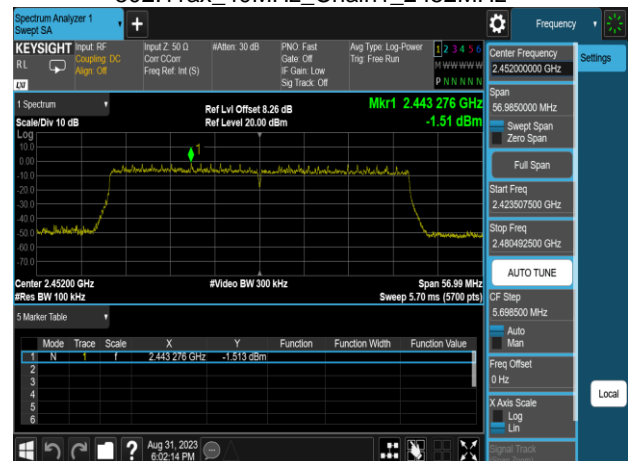 Spectrum Analyzer 1
Swept SA
Frequency
KEYSIGHT
RL
LXI
Input: RF
Coupling: DC
Align: Off
Input Z: 50 Ω
Corr CCorr
Freq Ref: Int (S)
#Atten: 30 dB
PNO: Fast
Gate: Off
IF Gain: Low
Sig Track: Off
Avg Type: Log-Power
Trig: Free Run
1 2 3 4 5 6
M W W W W W
P N N N N N
Center Frequency
2.452000000 GHz
Settings
1 Spectrum
Scale/Div 10 dB
Ref Lvl Offset 8.26 dB
Ref Level 20.00 dBm
Mkr1 2.443 276 GHz
-1.51 dBm
Span
56.9850000 MHz
Swept Span
Zero Span
Full Span
Start Freq
2.423507500 GHz
Stop Freq
2.480492500 GHz
AUTO TUNE
Log
10.0
0.00
-10.0
-20.0
-30.0
-40.0
-50.0
-60.0
-70.0
1
Center 2.45200 GHz
#Res BW 100 kHz
#Video BW 300 kHz
Span 56.99 MHz
Sweep 5.70 ms (5700 pts)
CF Step
5.698500 MHz
Auto
Man
Freq Offset
0 Hz
X Axis Scale
Log
Lin
Local
5 Marker Table
Mode Trace Scale X Y Function Function Width Function Value
1 N 1 f 2.443 276 GHz -1.513 dBm
2
3
4
5
6
Signal Track
Aug 31, 2023
6:02:14 PM